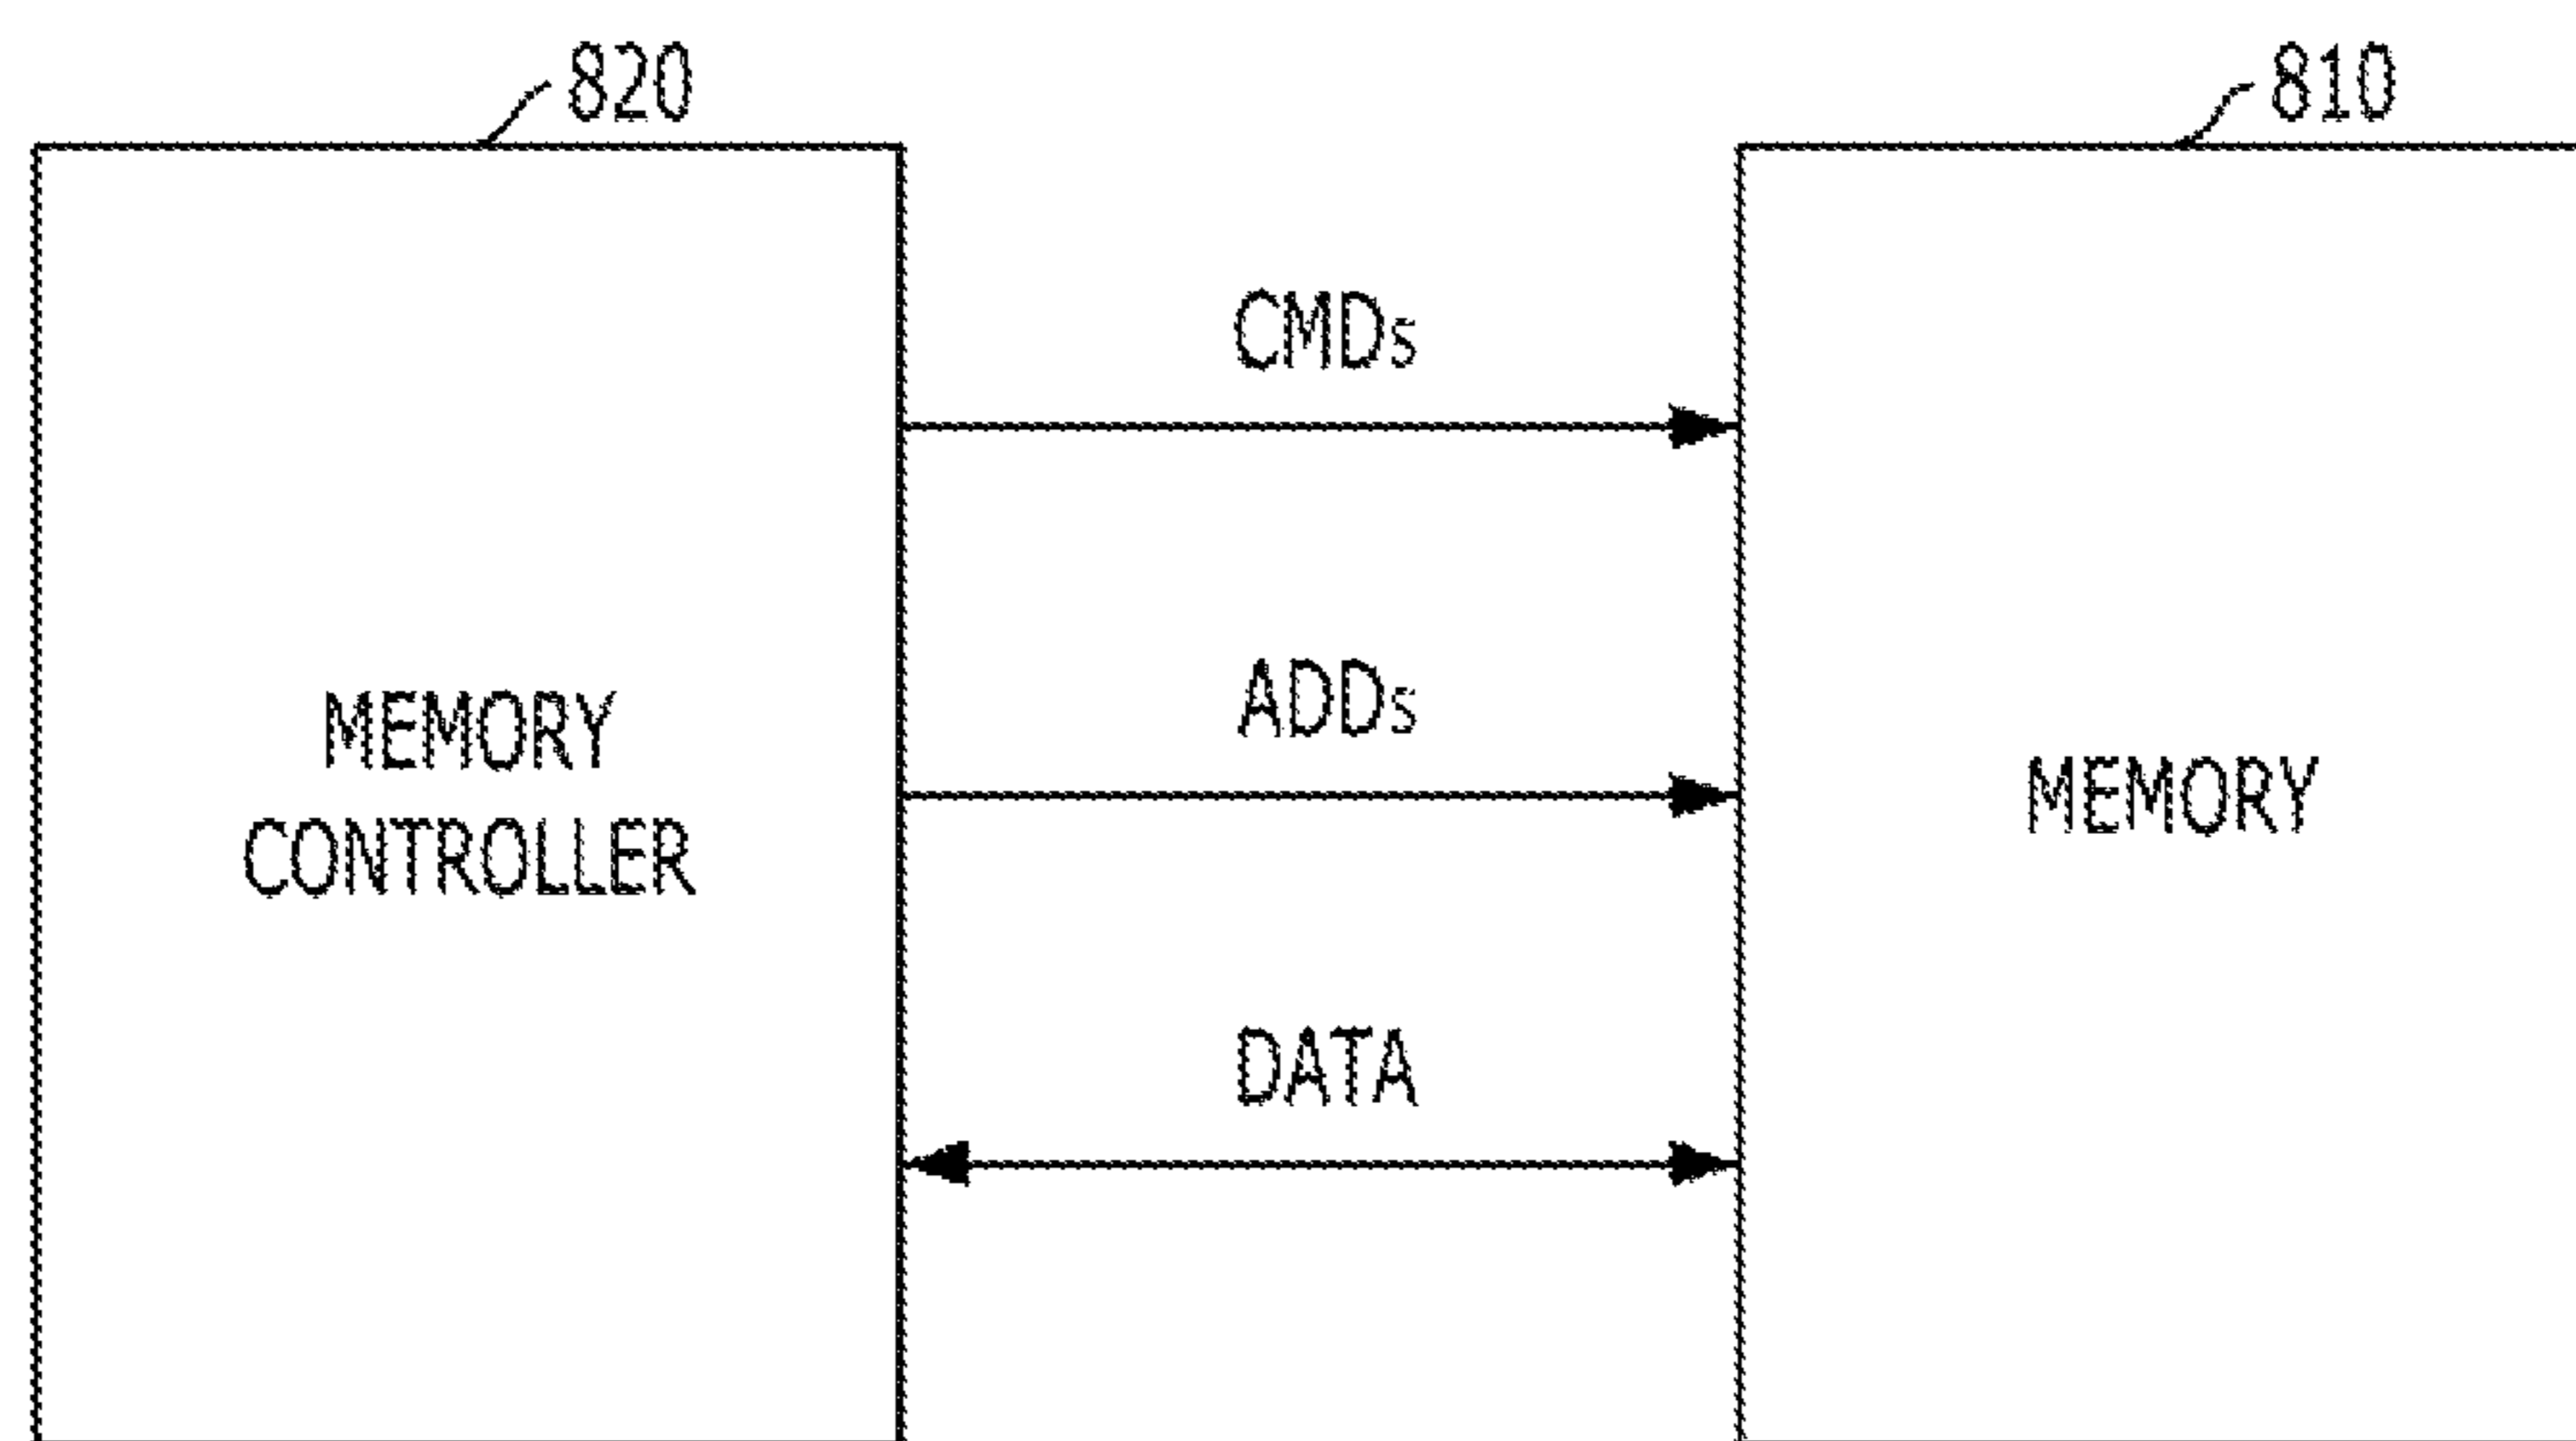 820
810
CMDs
ADDs
MEMORY
CONTROLLER
MEMORY
DATA